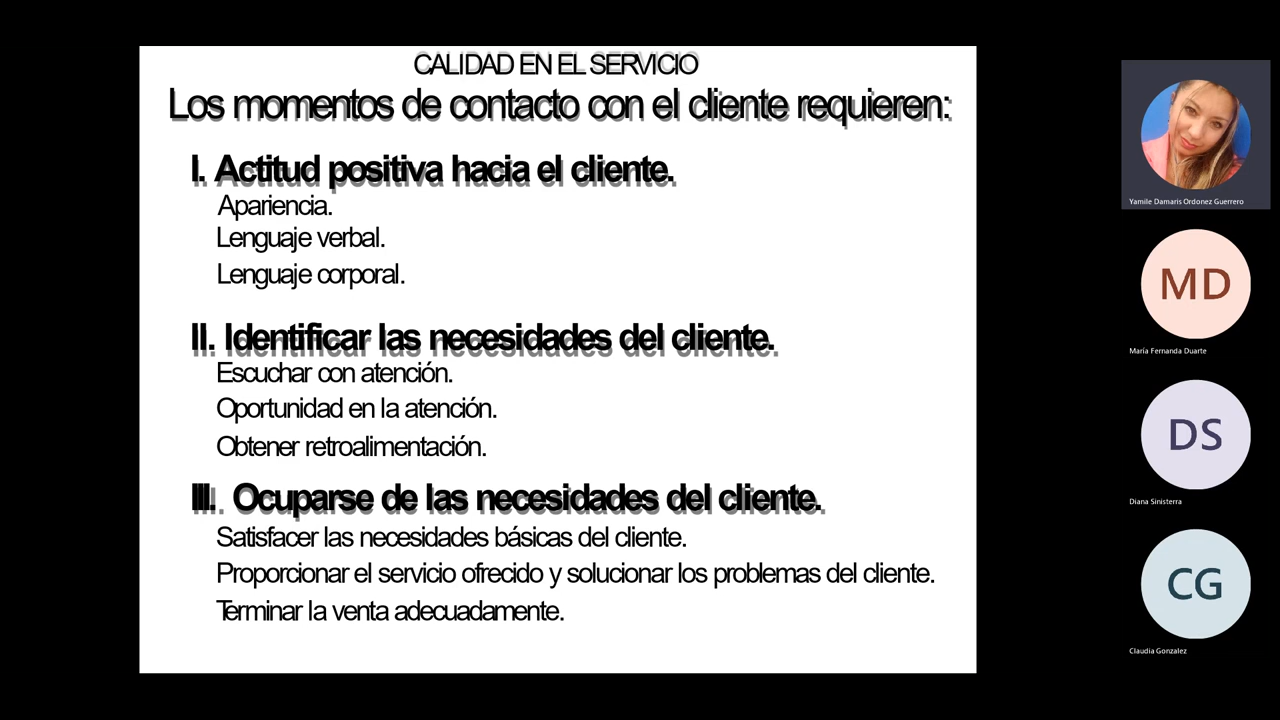 CALIDAD EN EL SERVICIO
Los momentos de contacto con el cliente requieren:
I. Actitud positiva hacia el cliente.
Apariencia.
Lenguaje verbal.
Lenguaje corporal.
II. Identificar las necesidades del cliente.
Escuchar con atención.
Oportunidad en la atención.
Obtener retroalimentación.
III. Ocuparse de las necesidades del cliente.
Satisfacer las necesidades básicas del cliente.
Proporcionar el servicio ofrecido y solucionar los problemas del cliente.
Terminar la venta adecuadamente.
Yamile Damaris Ordonez Guerrero
MD
María Fernanda Duarte
DS
Diana Sinisterra
CG
Claudia Gonzalez